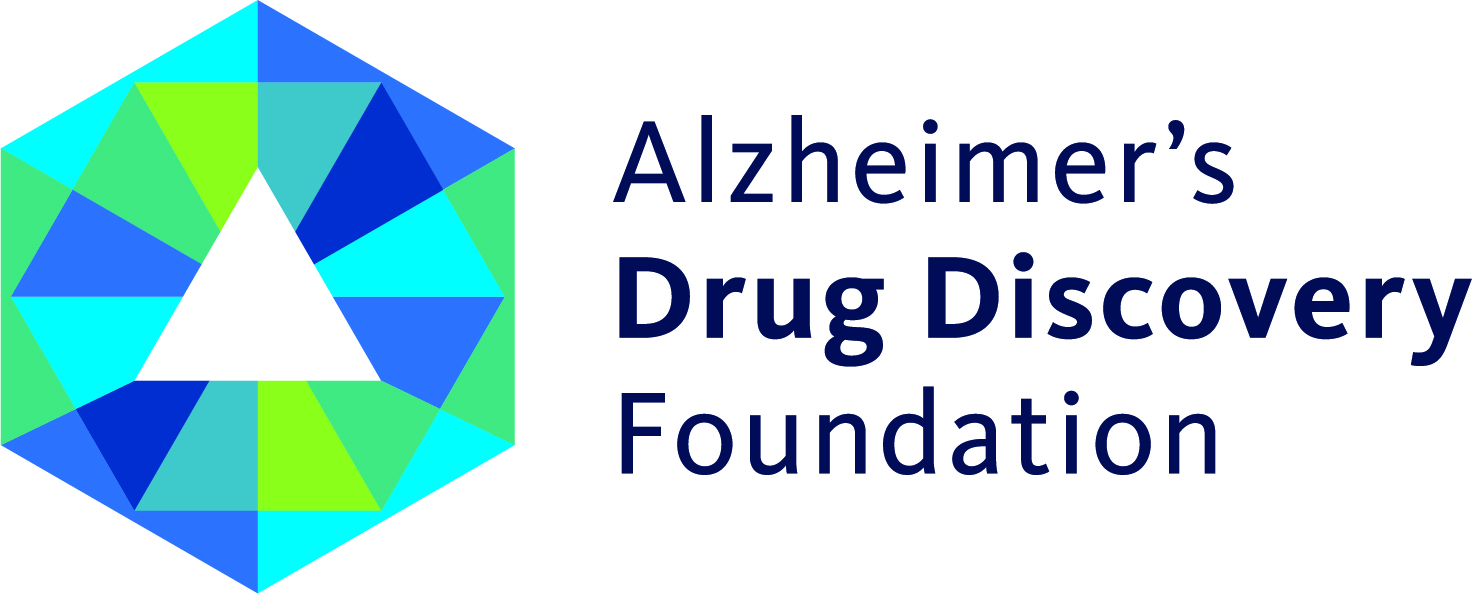 Alzheimer’s
Drug Discovery
Foundation